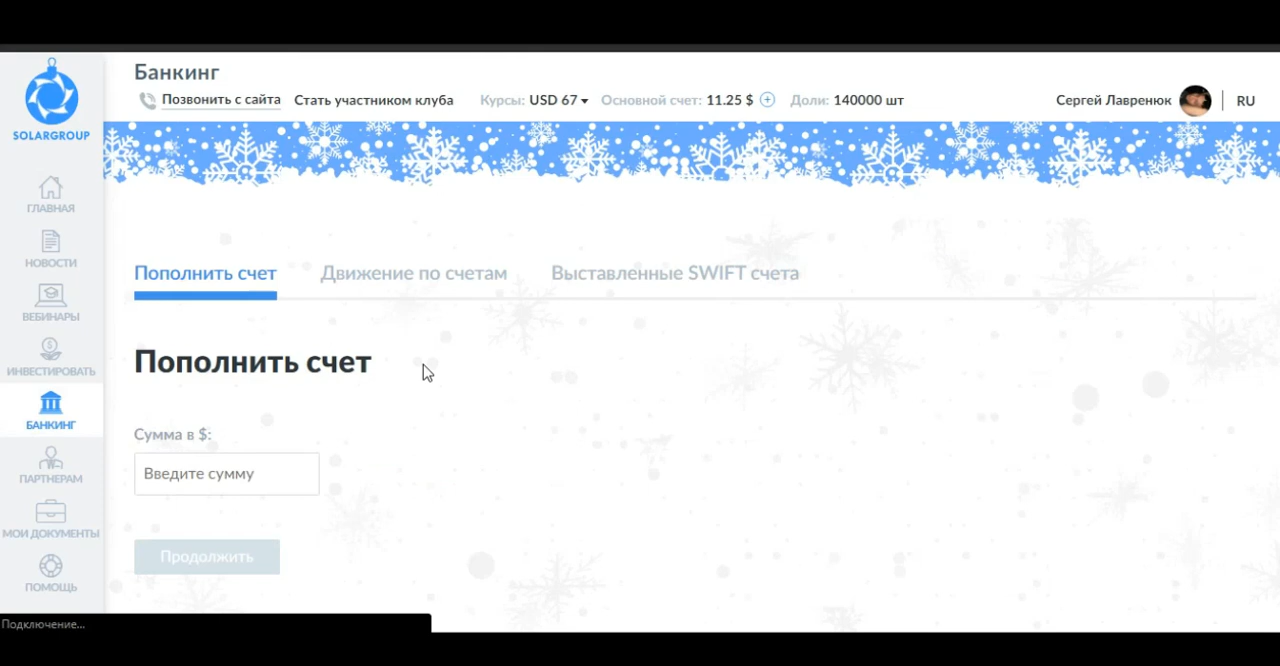 Банкинг
Позвонить с сайта Стать участником клуба Курсы: USD 67 Основной счет: 11.25 $ Доли: 140000 шт Сергей Лавренюк RU
SOLARGROUP
ГЛАВНАЯ
НОВОСТИ
ВЕБИНАРЫ
ИНВЕСТИРОВАТЬ
БАНКИНГ
ПАРТНЕРАМ
МОИ ДОКУМЕНТЫ
ПОМОЩЬ
Пополнить счет Движение по счетам Выставленные SWIFT счета
Пополнить счет
Сумма в $:
Введите сумму
Продолжить
Подключение...